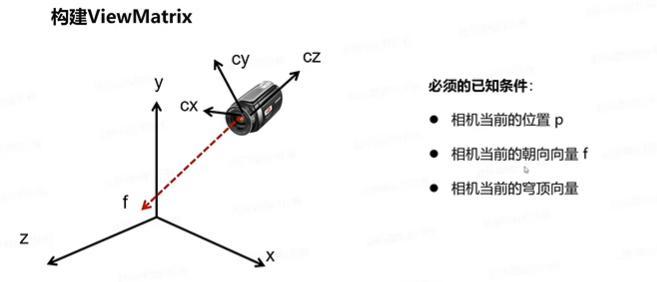 构建ViewMatrix
y
cy
cz
cx
f
z
x
必须的已知条件：
● 相机当前的位置 p
● 相机当前的朝向向量 f
● 相机当前的穹顶向量